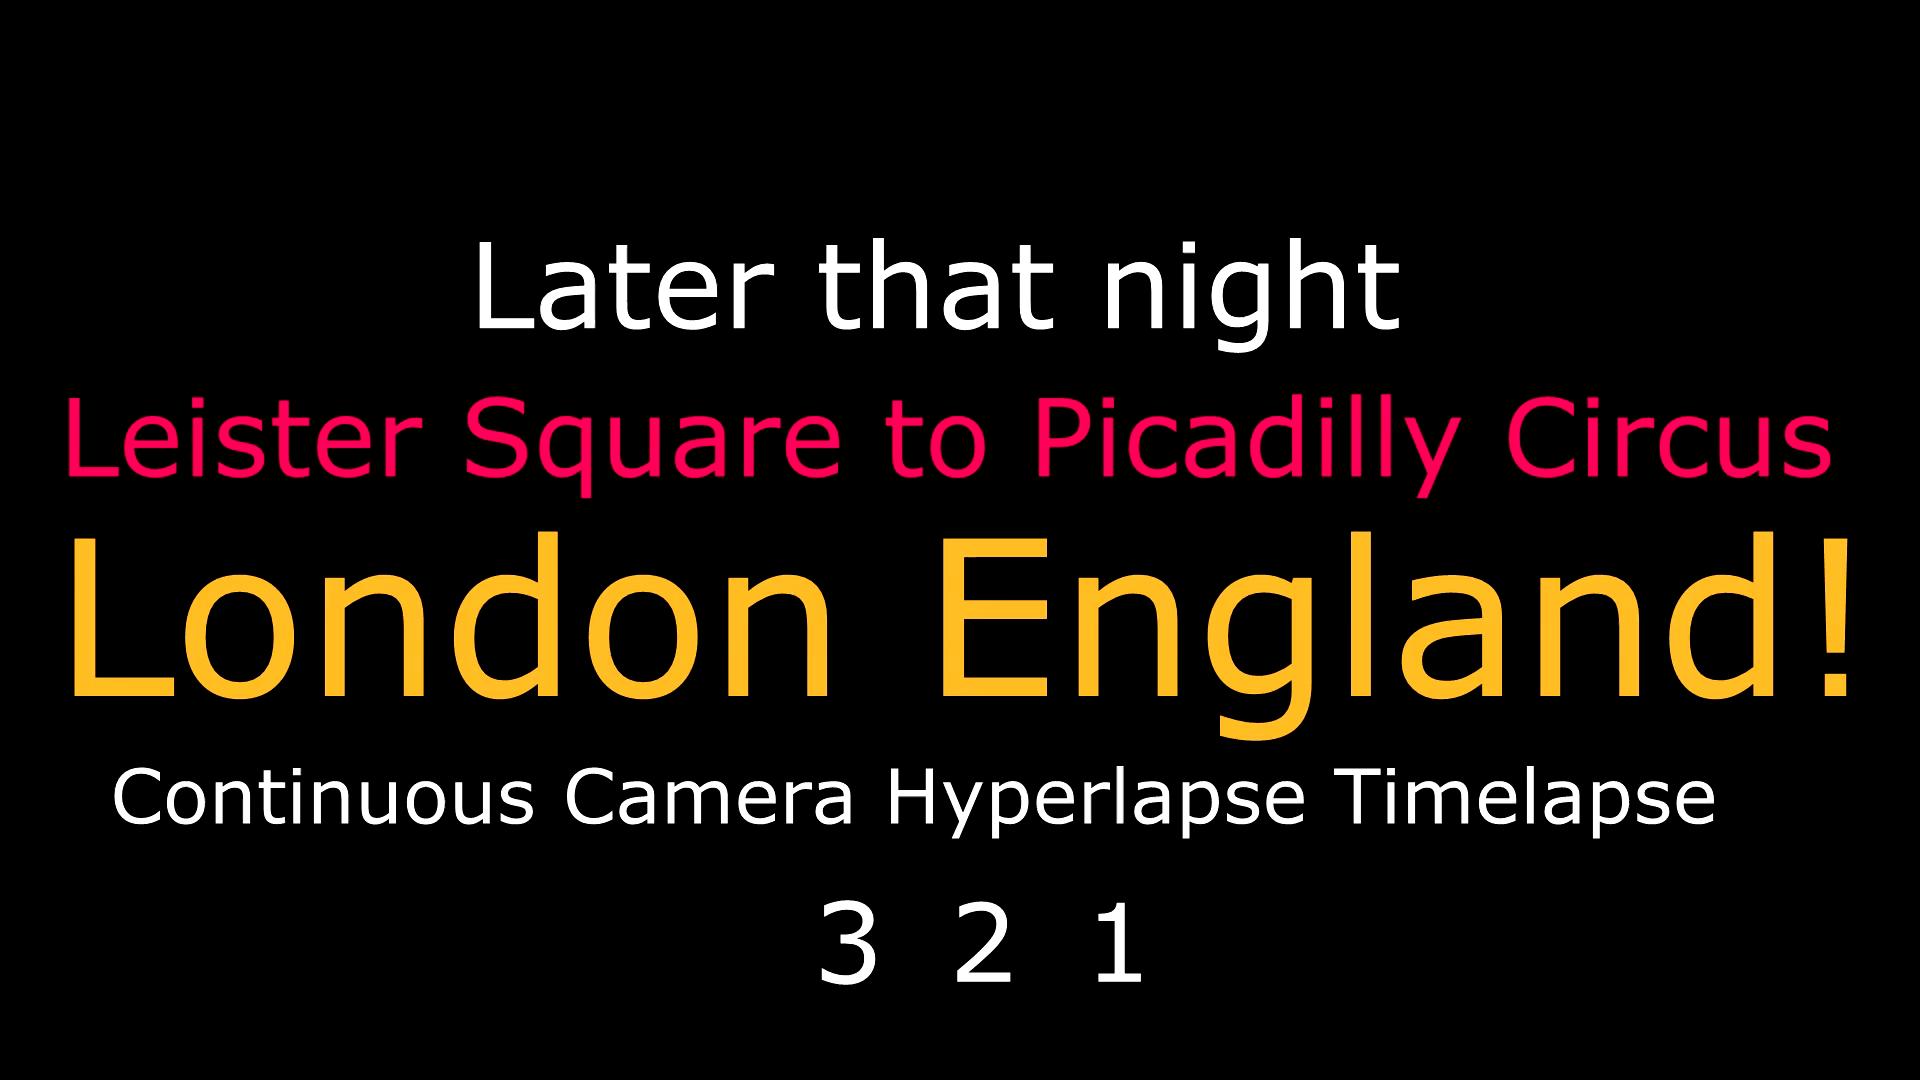 Later that night
Leister Square to Picadilly Circus
London England!
Continuous Camera Hyperlapse Timelapse
3 2 1